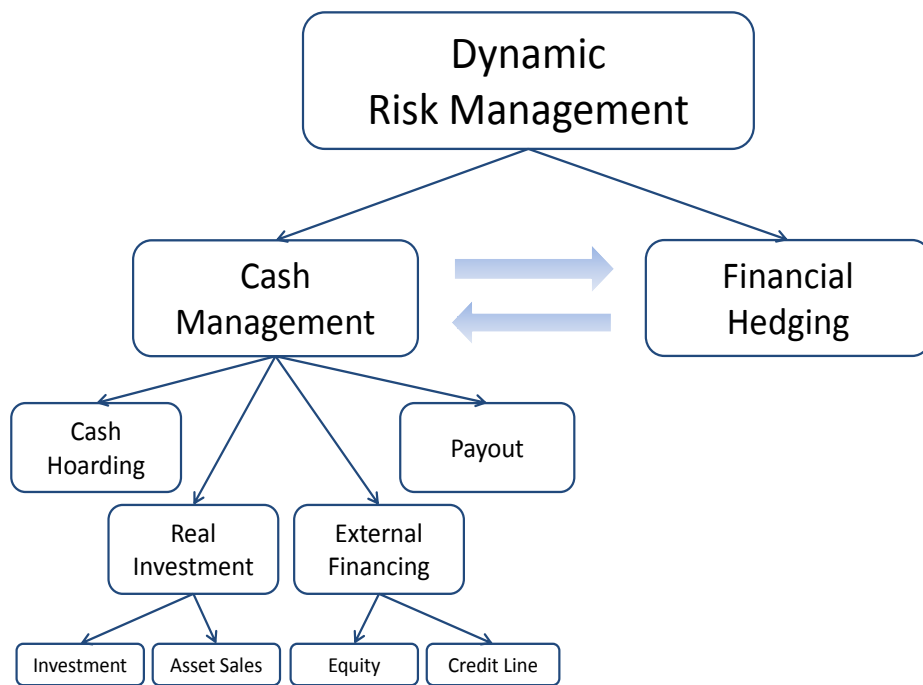 Dynamic
Risk Management
Cash
Management
Financial
Hedging
Cash
Hoarding
Payout
Real
Investment
External
Financing
Investment
Asset Sales
Equity
Credit Line